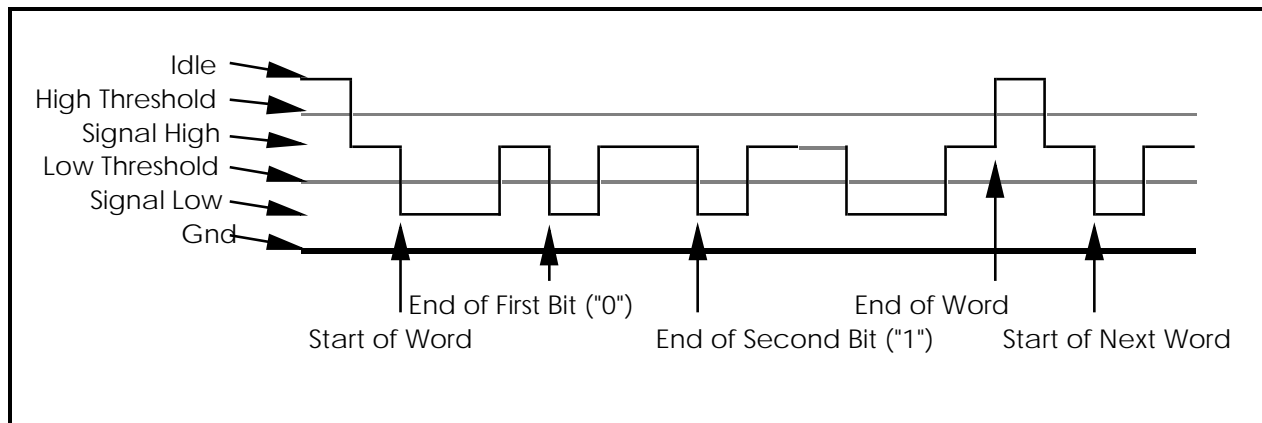 Idle
High Threshold
Signal High
Low Threshold
Signal Low
Gnd
End of First Bit ("0")
End of Word
Start of Word
End of Second Bit ("1")
Start of Next Word